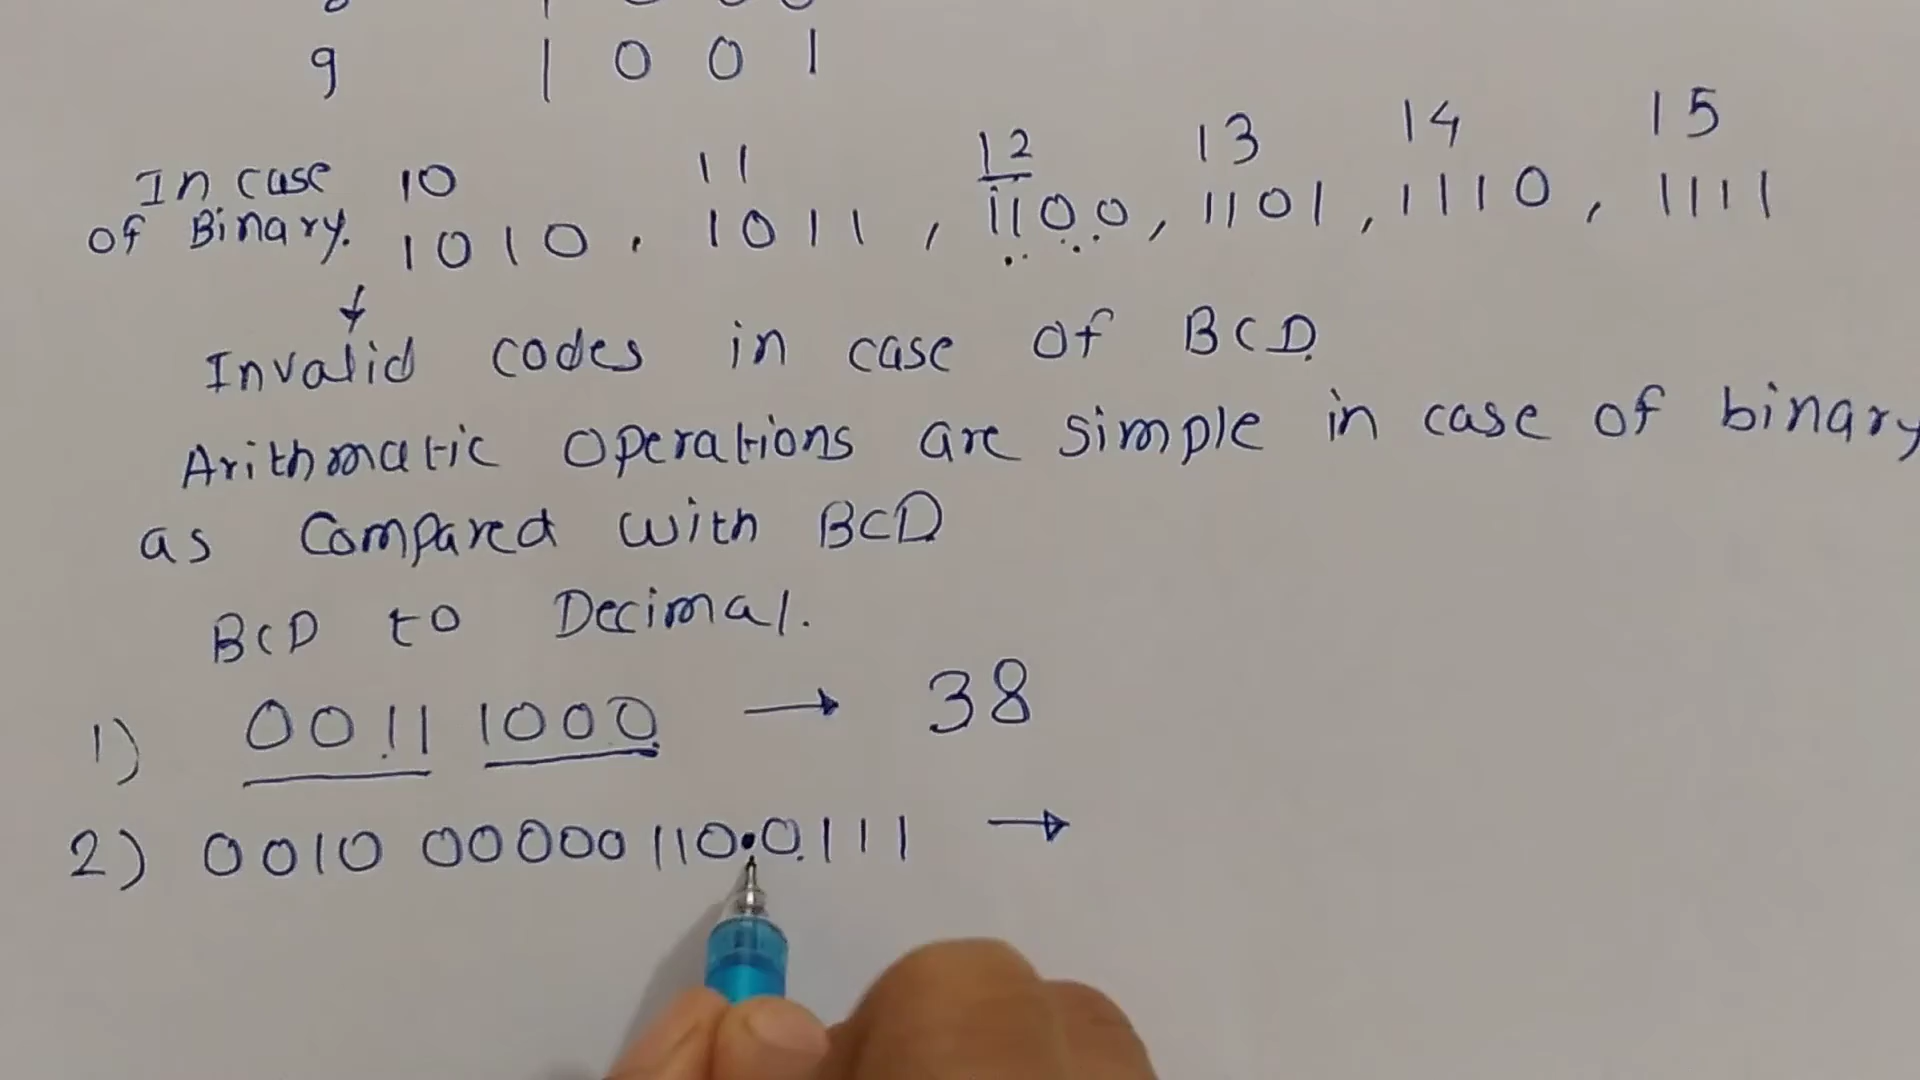 9 1 0 0 1
10 11 12 13 14 15
In case
of Binary. 1010, 1011, 1100, 1101, 1110, 1111
Invalid codes in case of BCD.
Arithmatic operations are simple in case of binary
as compared with BCD
BCD to Decimal.
1) 0011 1000 → 38
2) 0010 00000110.0111 →